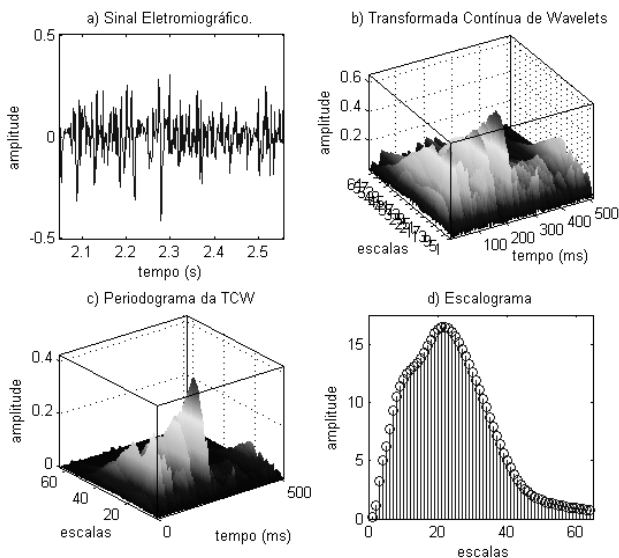 a) Sinal Eletromiográfico.
0.5
0
-0.5
amplitude
2.1 2.2 2.3 2.4 2.5
tempo (s)
b) Transformada Contínua de Wavelets
0.6
0.4
0.2
amplitude
escalas
100 200 300 400 500
tempo (ms)
c) Periodograma da TCW
0.4
0.2
0
amplitude
60
40
20
escalas
0
500
tempo (ms)
d) Escalograma
15
10
5
0
amplitude
0 20 40 60
escalas